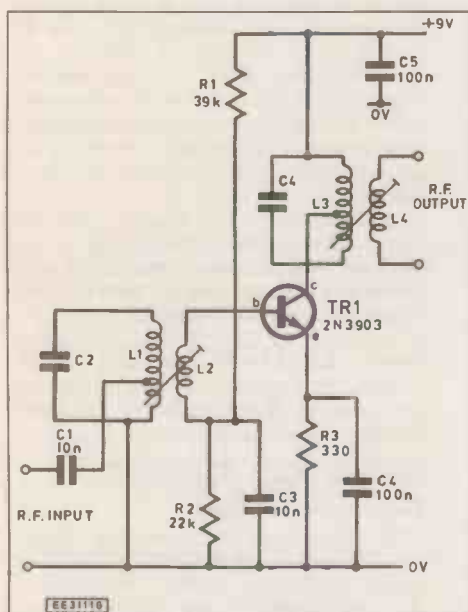 +9V
R1
39k
C5
100n
0V
C4
L3
L4
R.F.
OUTPUT
c
b
e
TR1
2N3903
C2
L1
L2
C1
10n
R.F. INPUT
R2
22k
C3
10n
R3
330
C4
100n
0V
EE3111G